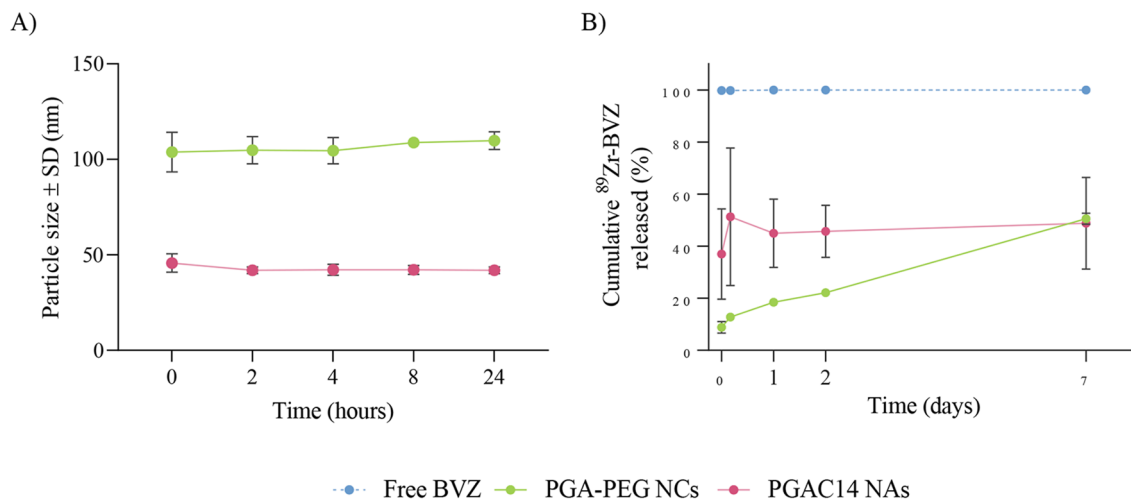 A)
150
100
50
0
Particle size ± SD (nm)
0 2 4 8 24
Time (hours)
B)
100
80
60
40
20
0
Cumulative ⁸⁹Zr-BVZ
released (%)
0 1 2 7
Time (days)
Free BVZ PGA-PEG NCs PGAC14 NAs